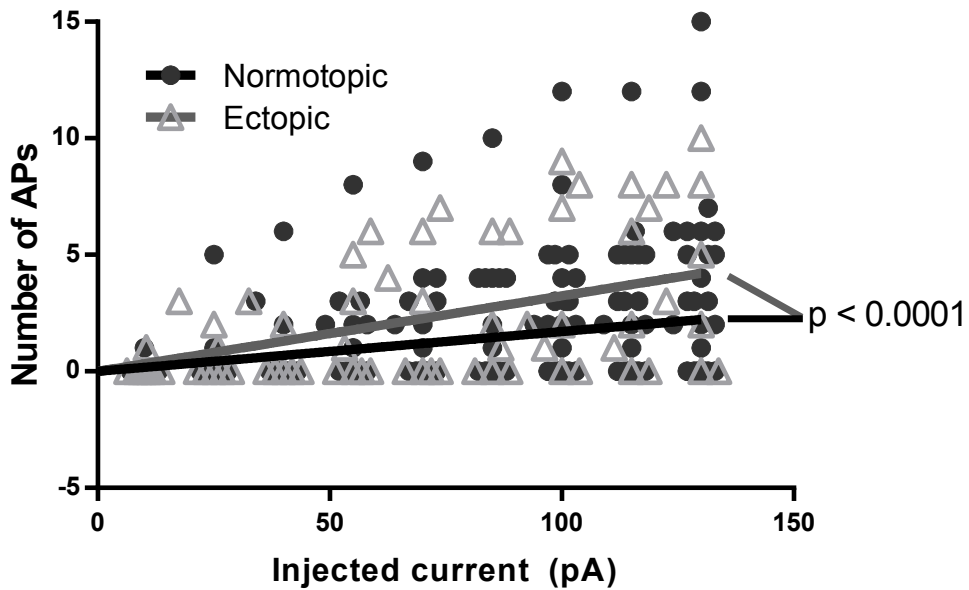 15
Normotopic
Ectopic
10
Number of APs
5
p < 0.0001
0
-5
0 50 100 150
Injected current (pA)